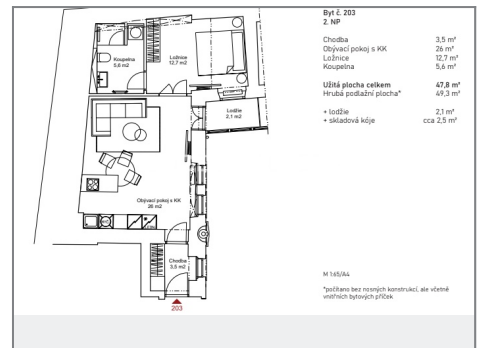 Byt č. 203
2. NP
Chodba 3,5 m²
Obývací pokoj s KK 26 m²
Ložnice 12,7 m²
Koupelna 5,6 m²
Užitá plocha celkem 47,8 m²
Hrubá podlažní plocha* 49,3 m²
+ lodžie 2,1 m²
+ skladová kóje cca 2,5 m²
Koupelna
5,6 m2
Ložnice
12,7 m2
Lodžie
2,1 m2
Obývací pokoj s KK
26 m2
Chodba
3,5 m2
203
M 1:65/A4
*počítano bez nosných konstrukcí, ale včetně
vnitřních bytových příček